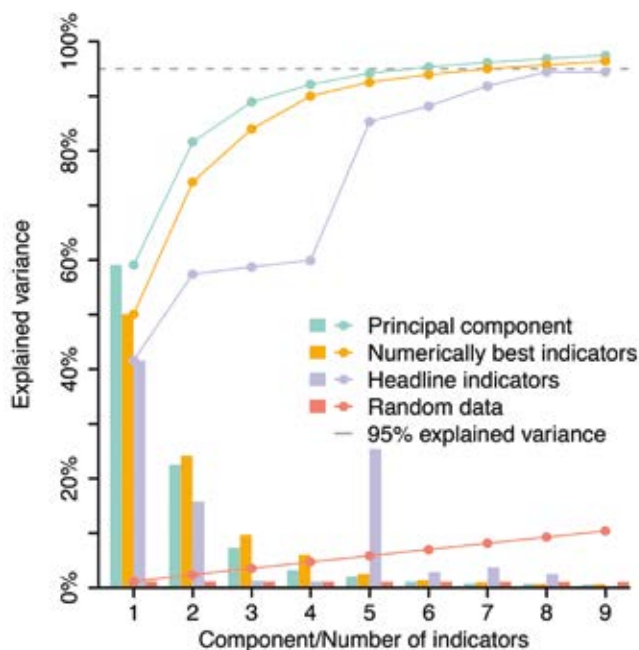 100%
80%
60%
40%
20%
0%
Explained variance
Principal component
Numerically best indicators
Headline indicators
Random data
95% explained variance
1 2 3 4 5 6 7 8 9
Component/Number of indicators